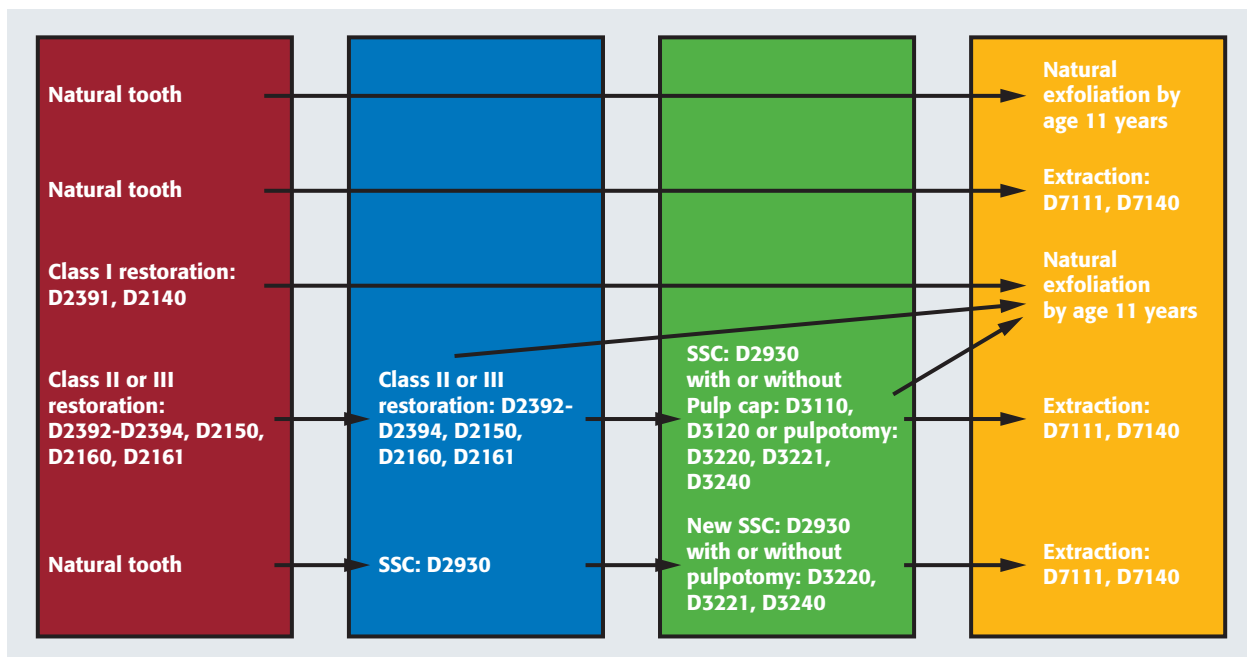 Natural tooth
Natural
exfoliation by
age 11 years
Natural tooth
Extraction:
D7111, D7140
Class I restoration:
D2391, D2140
Natural
exfoliation
by age 11 years
Class II or III
restoration:
D2392-D2394, D2150,
D2160, D2161
Class II or III
restoration: D2392-
D2394, D2150,
D2160, D2161
SSC: D2930
with or without
Pulp cap: D3110,
D3120 or pulpotomy:
D3220, D3221,
D3240
Extraction:
D7111, D7140
Natural tooth
SSC: D2930
New SSC: D2930
with or without
pulpotomy: D3220,
D3221, D3240
Extraction:
D7111, D7140